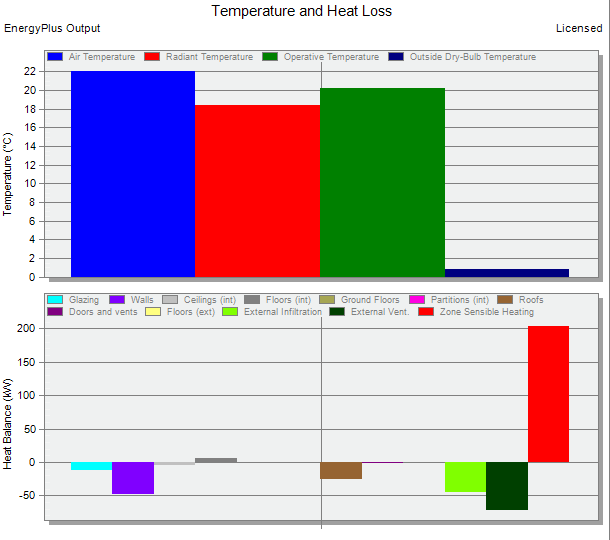 Temperature and Heat Loss
EnergyPlus Output Licensed
Air Temperature Radiant Temperature Operative Temperature Outside Dry-Bulb Temperature
Temperature (°C)
22
20
18
16
14
12
10
8
6
4
2
0
Glazing Walls Ceilings (int) Floors (int) Ground Floors Partitions (int) Roofs
Doors and vents Floors (ext) External Infiltration External Vent. Zone Sensible Heating
Heat Balance (kW)
200
150
100
50
0
-50